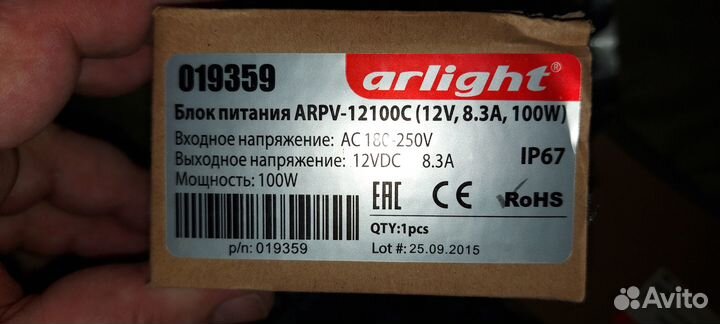 019359
arlight®
Блок питания ARPV-12100C (12V, 8.3A, 100W)
Входное напряжение: AC 180-250V
Выходное напряжение: 12VDC 8.3A
Мощность: 100W
IP67
EAC CE RoHS
QTY:1pcs
p/n: 019359
Lot #: 25.09.2015
Avito